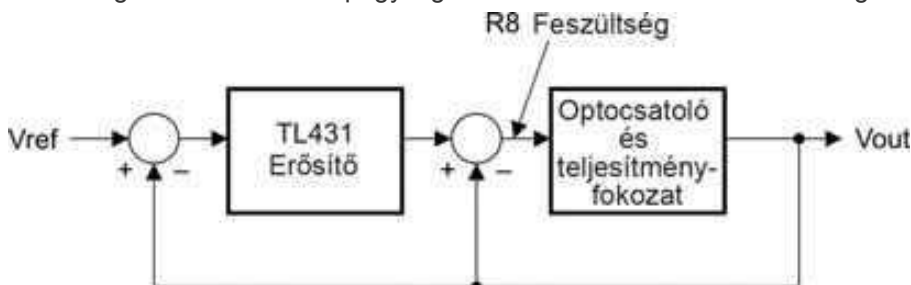 R8 Feszültség
Vref
+
−
TL431
Erősítő
+
−
Optocsatoló
és
teljesítmény-
fokozat
Vout